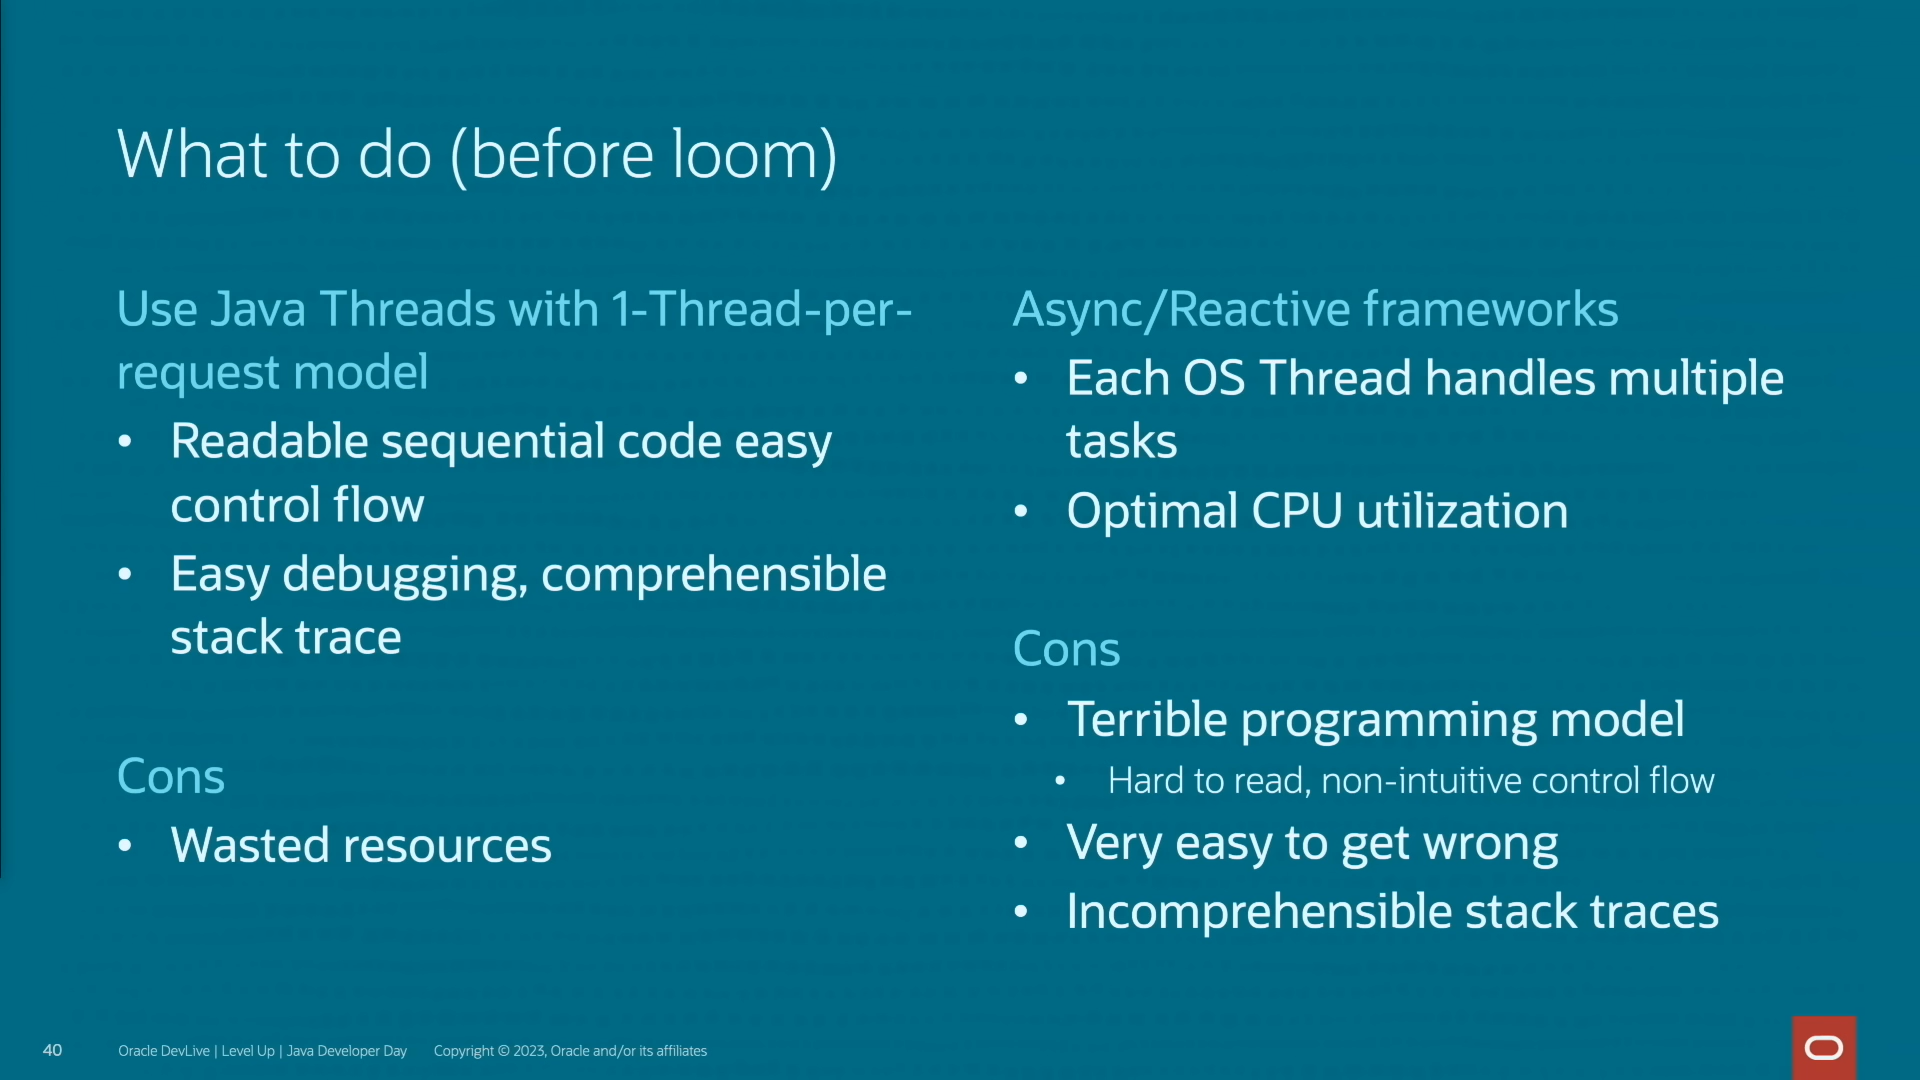 What to do (before loom)
Use Java Threads with 1-Thread-per-
request model
• Readable sequential code easy
control flow
• Easy debugging, comprehensible
stack trace
Cons
• Wasted resources
Async/Reactive frameworks
• Each OS Thread handles multiple
tasks
• Optimal CPU utilization
Cons
• Terrible programming model
• Hard to read, non-intuitive control flow
• Very easy to get wrong
• Incomprehensible stack traces
40 Oracle DevLive | Level Up | Java Developer Day Copyright © 2023, Oracle and/or its affiliates